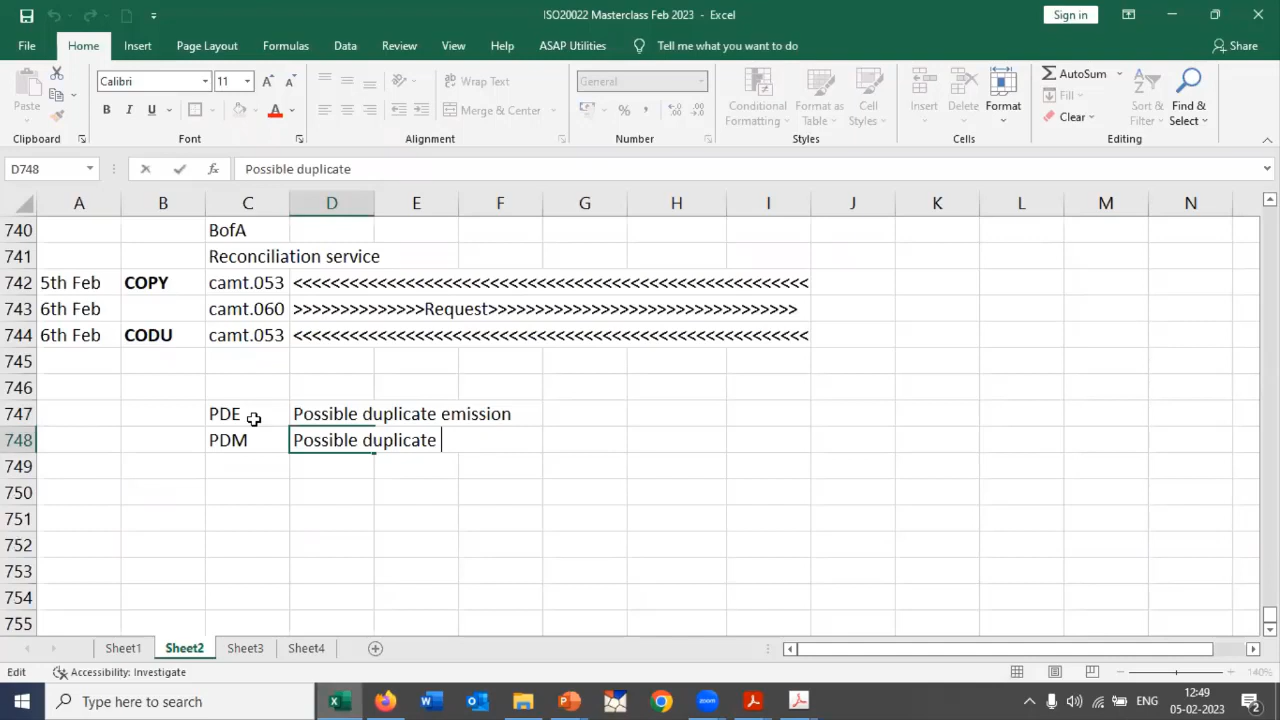 ISO20022 Masterclass Feb 2023 - Excel
Sign in
File Home Insert Page Layout Formulas Data Review View Help ASAP Utilities Tell me what you want to do Share
Paste Calibri 11 A A Wrap Text General Conditional Formatting Format as Table Cell Styles Insert Delete Format AutoSum Fill Clear Sort & Filter Find & Select
B I U A Merge & Center % ,
Clipboard Font Alignment Number Styles Cells Editing
D748 fx Possible duplicate
A B C D E F G H I J K L M N
740 BofA
741 Reconciliation service
742 5th Feb COPY camt.053 <<<<<<<<<<<<<<<<<<<<<<<<<<<<<<<<<<<<<<<<<<<<<<<<<<<<<<<
743 6th Feb camt.060 >>>>>>>>>>>>>>Request>>>>>>>>>>>>>>>>>>>>>>>>>>>>>>>>>
744 6th Feb CODU camt.053 <<<<<<<<<<<<<<<<<<<<<<<<<<<<<<<<<<<<<<<<<<<<<<<<<<<<<<<
745
746
747 PDE Possible duplicate emission
748 PDM Possible duplicate
749
750
751
752
753
754
755
Sheet1 Sheet2 Sheet3 Sheet4
Edit Accessibility: Investigate 140%
Type here to search ENG 12:49
05-02-2023 2